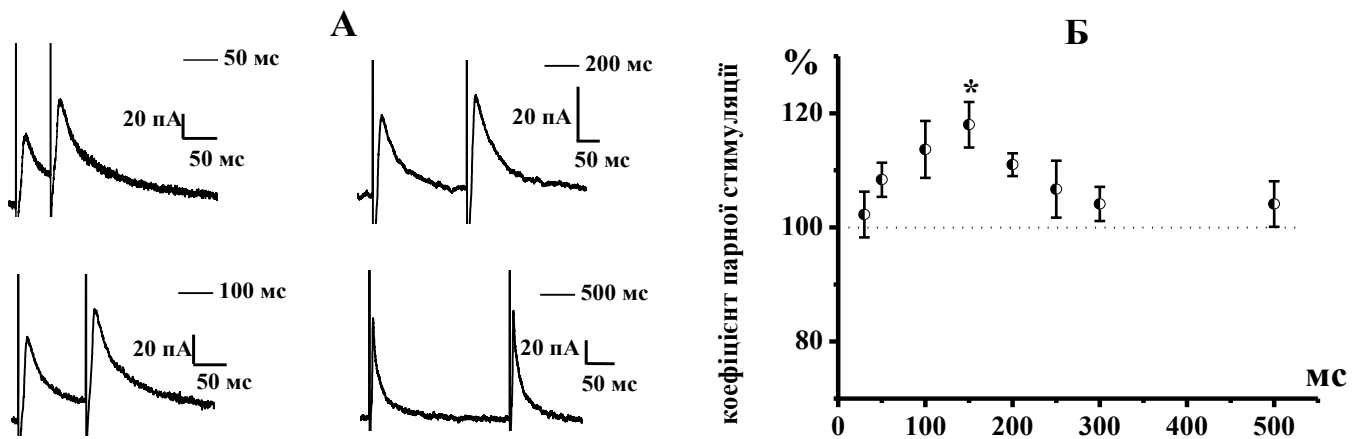 А
50 мс
20 пА
50 мс
200 мс
20 пА
50 мс
100 мс
20 пА
50 мс
500 мс
20 пА
50 мс
Б
%
*
120
100
80
коефіцієнт парної стимуляції
мс
0 100 200 300 400 500